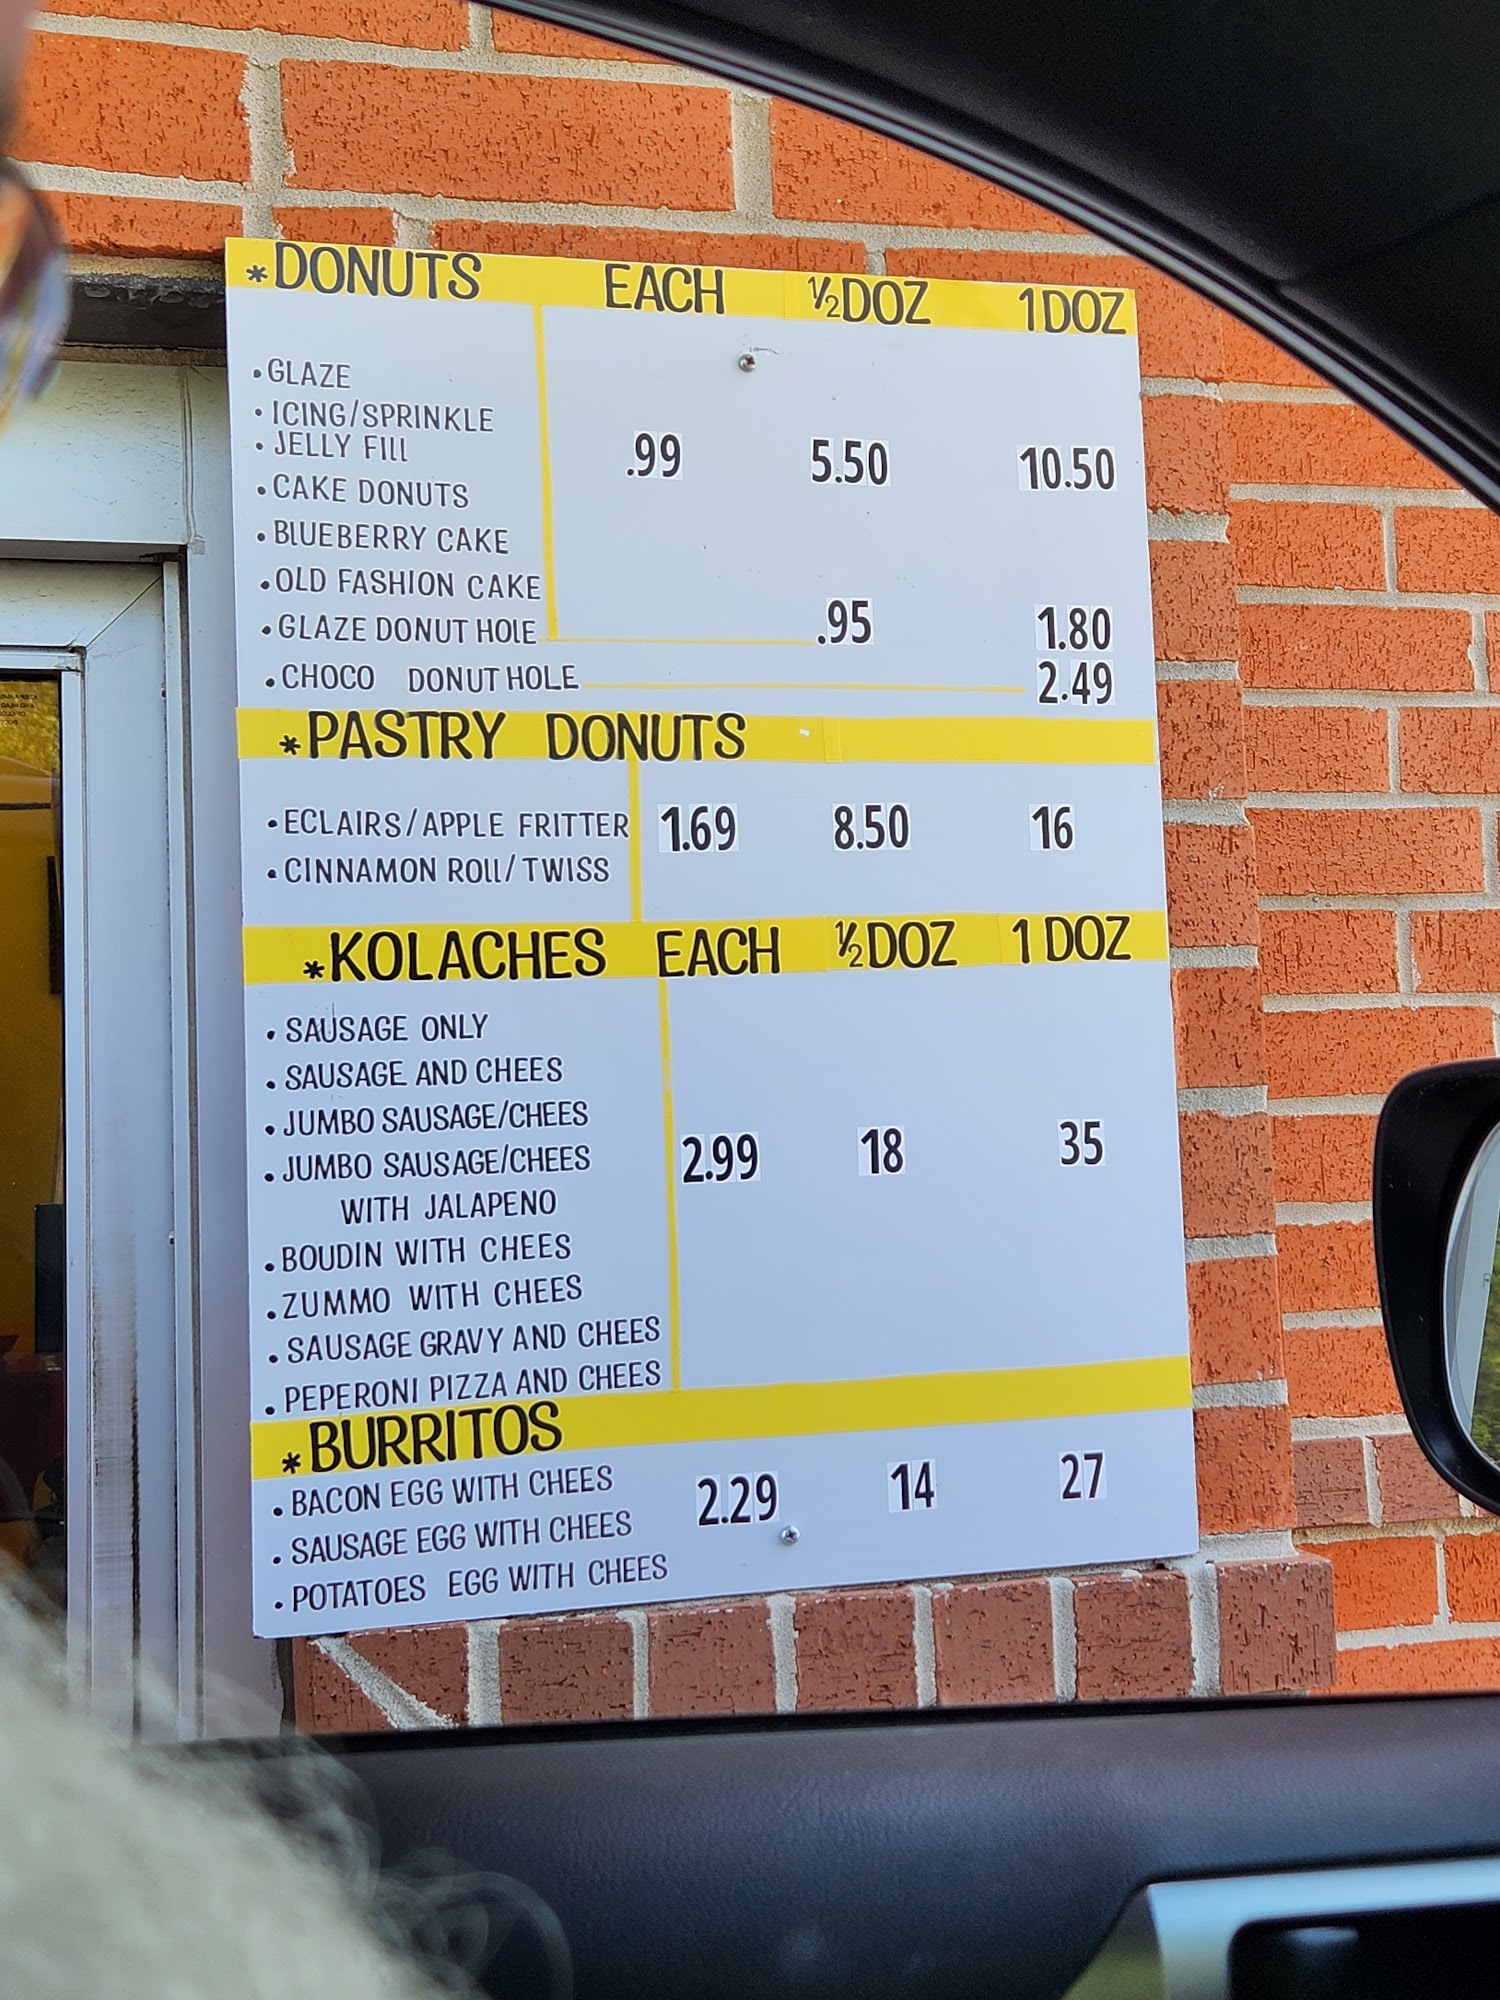 *DONUTS EACH ½DOZ 1DOZ
•GLAZE
•ICING/SPRINKLE
•JELLY FIll .99 5.50 10.50
•CAKE DONUTS
•BlUEBERRY CAKE
•OLD FASHION CAKE
•GLAZE DONUT HOlE .95 1.80
•CHOCO DONUT HOLE 2.49
*PASTRY DONUTS
•ECLAIRS/APPLE FRITTER 1.69 8.50 16
•CINNAMON ROll/TWISS
*KOLACHES EACH ½DOZ 1 DOZ
•SAUSAGE ONLY
•SAUSAGE AND CHEES
•JUMBO SAUSAGE/CHEES
•JUMBO SAUSAGE/CHEES 2.99 18 35
WITH JALAPENO
•BOUDIN WITH CHEES
•ZUMMO WITH CHEES
•SAUSAGE GRAVY AND CHEES
•PEPERONI PIZZA AND CHEES
*BURRITOS
•BACON EGG WITH CHEES 2.29 14 27
•SAUSAGE EGG WITH CHEES
•POTATOES EGG WITH CHEES